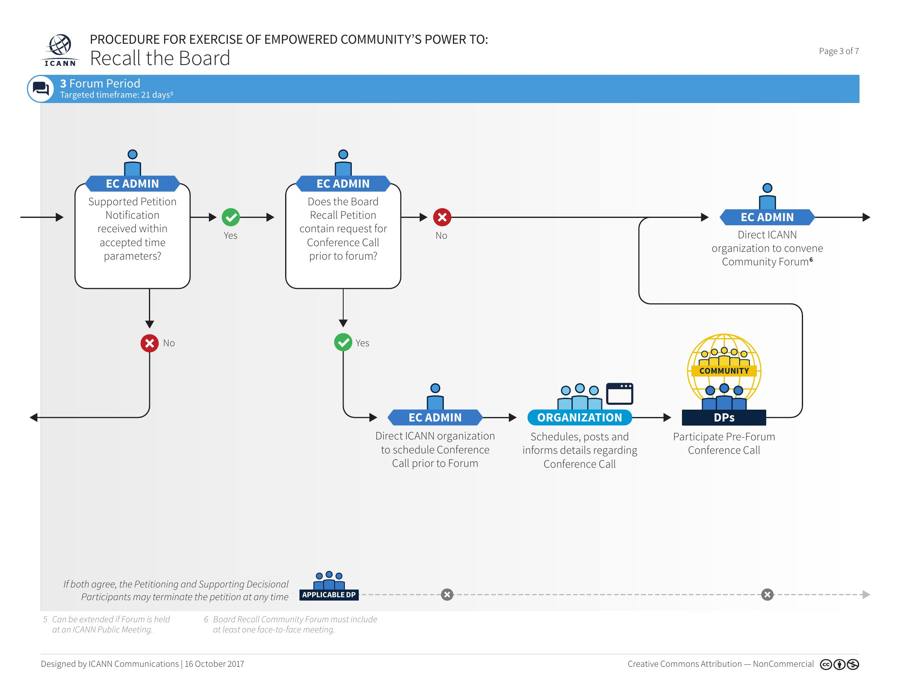 PROCEDURE FOR EXERCISE OF EMPOWERED COMMUNITY'S POWER TO:
Recall the Board
ICANN
Page 3 of 7
3 Forum Period
Targeted timeframe: 21 days⁵
EC ADMIN
Supported Petition
Notification
received within
accepted time
parameters?
Yes
No
EC ADMIN
Does the Board
Recall Petition
contain request for
Conference Call
prior to forum?
No
Yes
EC ADMIN
Direct ICANN
organization to convene
Community Forum⁶
EC ADMIN
Direct ICANN organization
to schedule Conference
Call prior to Forum
ORGANIZATION
Schedules, posts and
informs details regarding
Conference Call
COMMUNITY
DPs
Participate Pre-Forum
Conference Call
If both agree, the Petitioning and Supporting Decisional
Participants may terminate the petition at any time
APPLICABLE DP
5 Can be extended if Forum is held
at an ICANN Public Meeting.
6 Board Recall Community Forum must include
at least one face-to-face meeting.
Designed by ICANN Communications | 16 October 2017
Creative Commons Attribution — NonCommercial